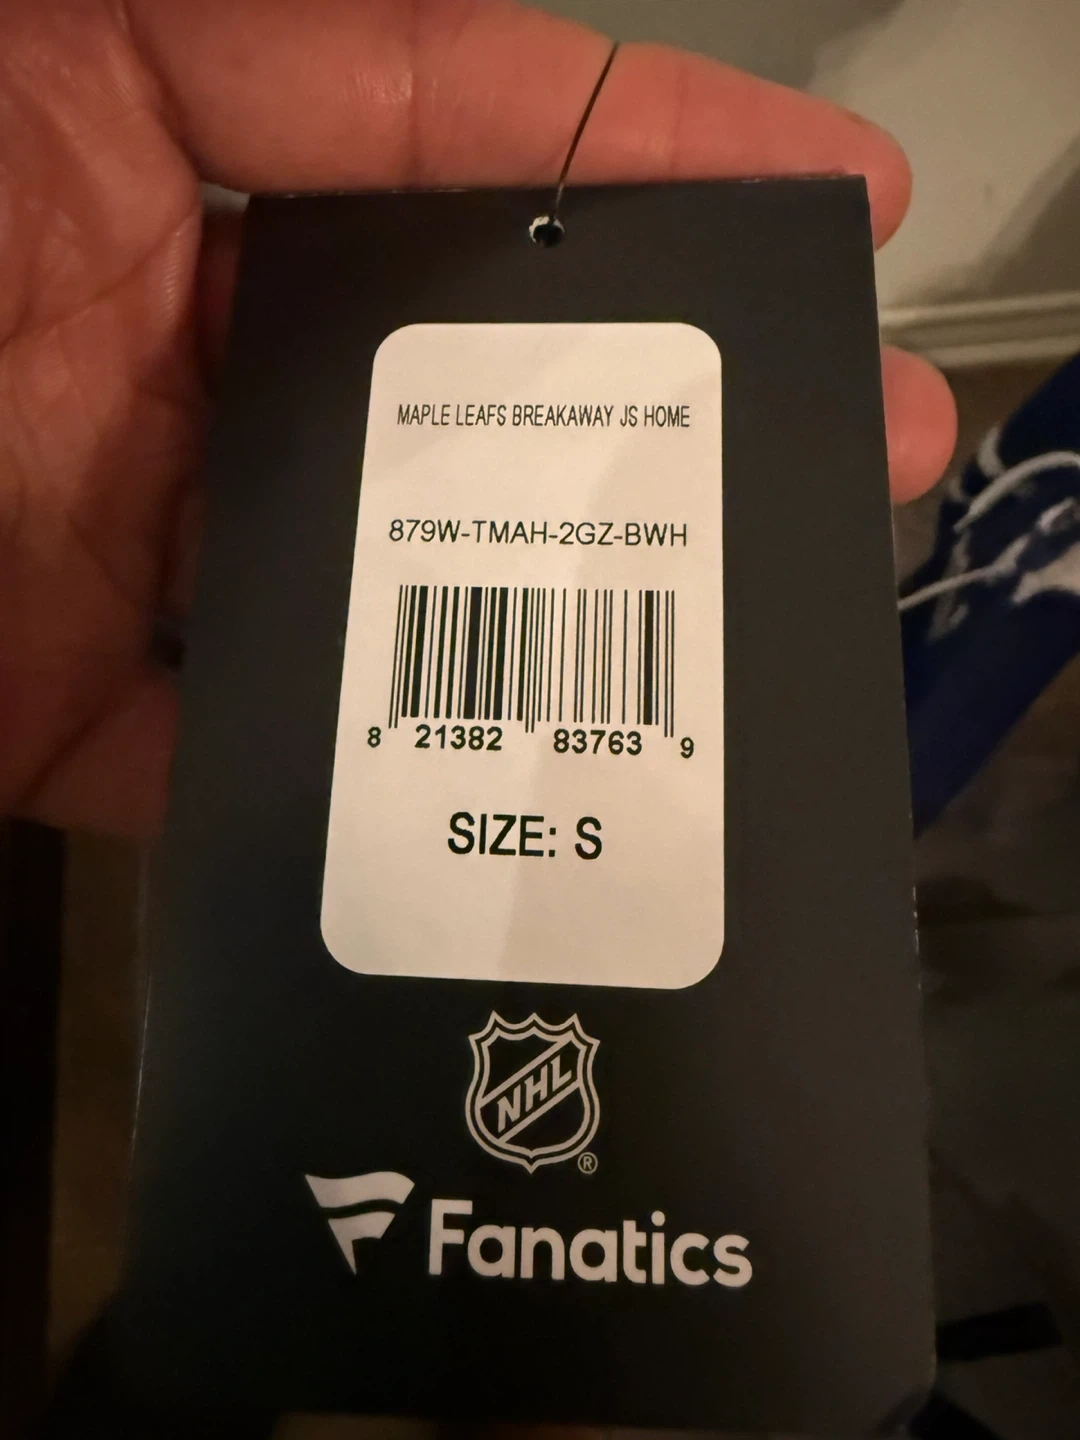 MAPLE LEAFS BREAKAWAY JS HOME
879W-TMAH-2GZ-BWH
8 21382 83763 9
SIZE: S
NHL
®
Fanatics